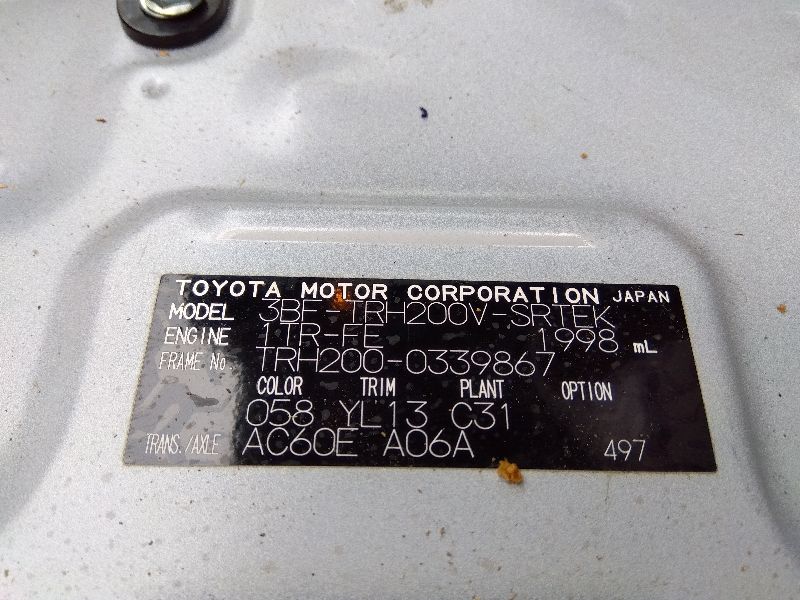 TOYOTA MOTOR CORPORATION JAPAN
MODEL 3BF-TRH200V-SRTEK
ENGINE 1TR-FE 1998 mL
FRAME No. TRH200-0339867
COLOR TRIM PLANT OPTION
058 YL13 C31
TRANS./AXLE AC60E A06A 497